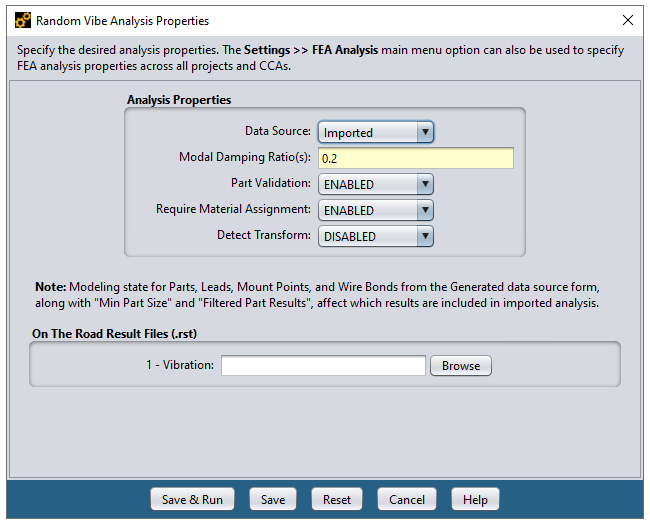 Random Vibe Analysis Properties
Specify the desired analysis properties. The Settings >> FEA Analysis main menu option can also be used to specify
FEA analysis properties across all projects and CCAs.
Analysis Properties
Data Source: Imported
Modal Damping Ratio(s): 0.2
Part Validation: ENABLED
Require Material Assignment: ENABLED
Detect Transform: DISABLED
Note: Modeling state for Parts, Leads, Mount Points, and Wire Bonds from the Generated data source form,
along with "Min Part Size" and "Filtered Part Results", affect which results are included in imported analysis.
On The Road Result Files (.rst)
1 - Vibration: Browse
Save & Run Save Reset Cancel Help